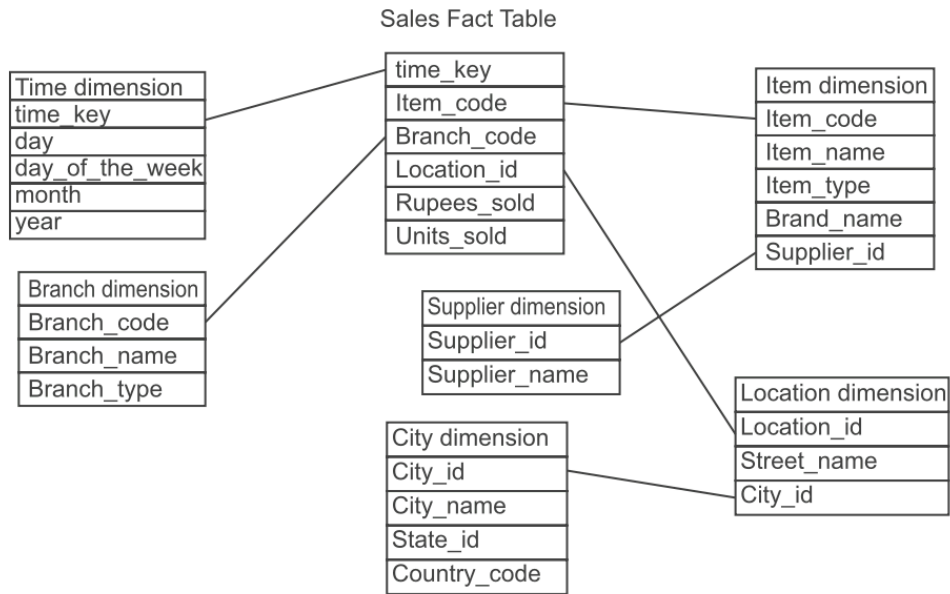 Sales Fact Table
time_key
Item_code
Branch_code
Location_id
Rupees_sold
Units_sold
Time dimension
time_key
day
day_of_the_week
month
year
Item dimension
Item_code
Item_name
Item_type
Brand_name
Supplier_id
Branch dimension
Branch_code
Branch_name
Branch_type
Supplier dimension
Supplier_id
Supplier_name
Location dimension
Location_id
Street_name
City_id
City dimension
City_id
City_name
State_id
Country_code